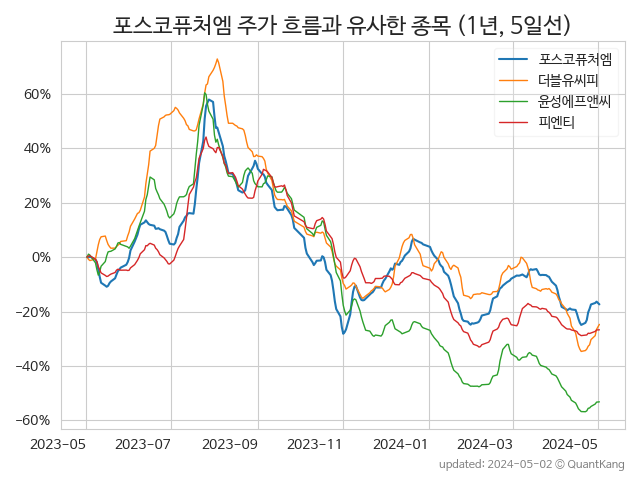 포스코퓨처엠 주가 흐름과 유사한 종목 (1년, 5일선)
포스코퓨처엠
더블유씨피
윤성에프앤씨
피엔티
60%
40%
20%
0%
−20%
−40%
−60%
2023-05 2023-07 2023-09 2023-11 2024-01 2024-03 2024-05
updated: 2024-05-02 © QuantKang